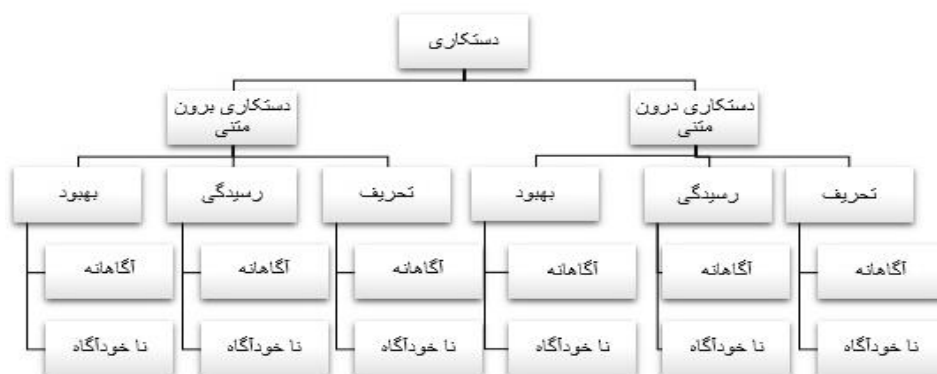 دستکاری
دستکاری درون
متنی
دستکاری برون
متنی
تحریف
رسیدگی
بهبود
تحریف
رسیدگی
بهبود
آگاهانه
آگاهانه
آگاهانه
آگاهانه
آگاهانه
آگاهانه
نا خودآگاه
نا خودآگاه
نا خودآگاه
نا خودآگاه
نا خودآگاه
نا خودآگاه